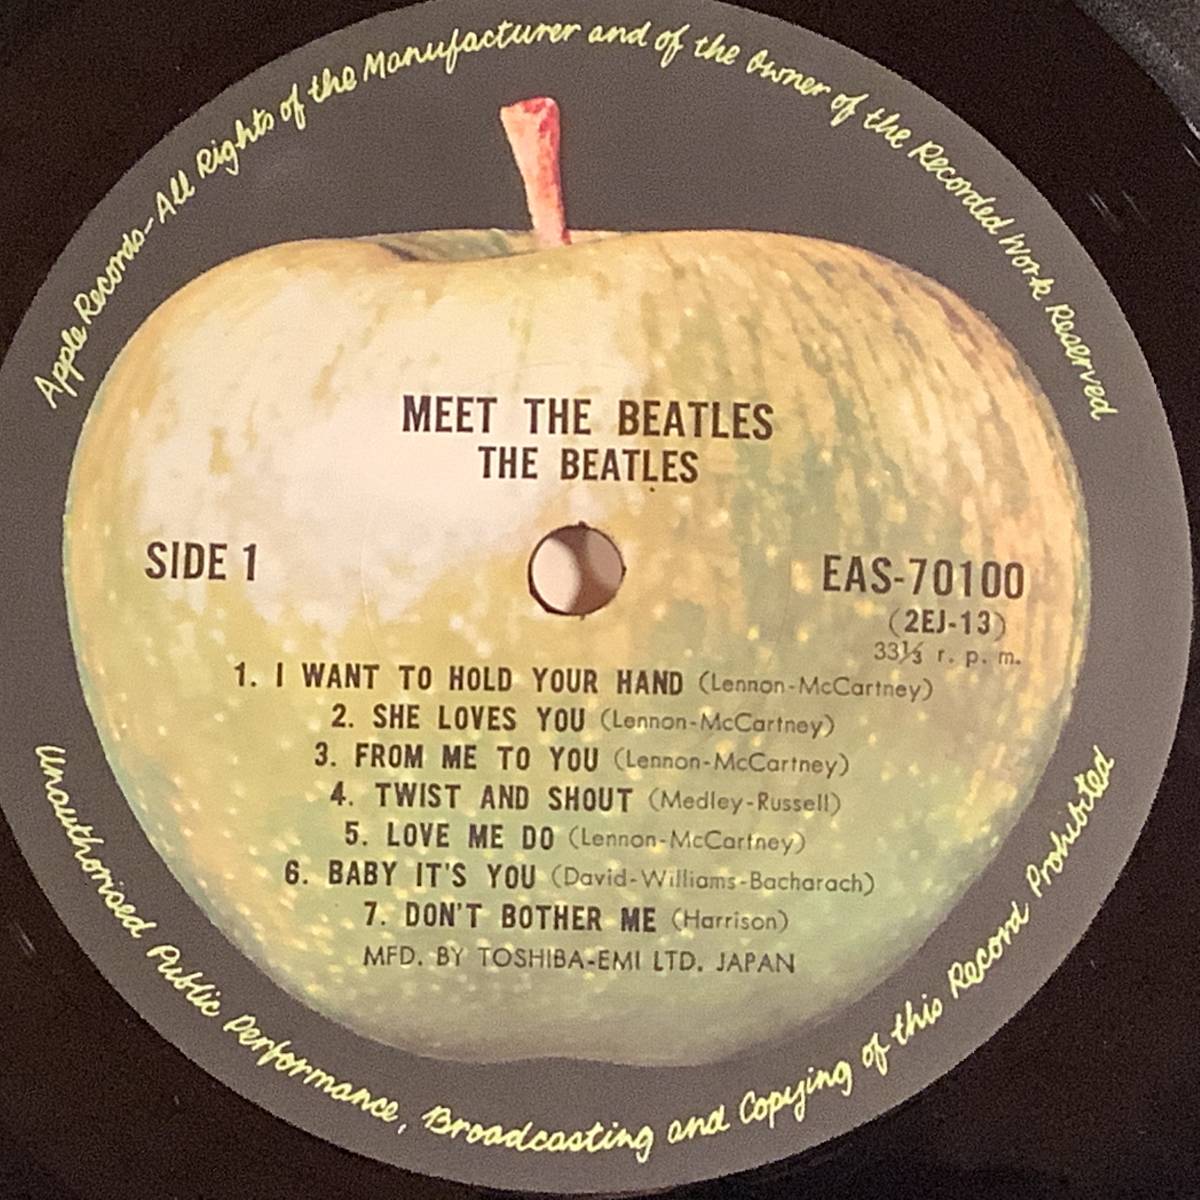 Apple Records-All Rights of the Manufacturer and of the Owner of the Recorded Work Reserved
MEET THE BEATLES
THE BEATLES
SIDE 1
EAS-70100
(2EJ-13)
33⅓ r. p. m.
1. I WANT TO HOLD YOUR HAND (Lennon-McCartney)
2. SHE LOVES YOU (Lennon-McCartney)
3. FROM ME TO YOU (Lennon-McCartney)
4. TWIST AND SHOUT (Medley-Russell)
5. LOVE ME DO (Lennon-McCartney)
6. BABY IT'S YOU (David-Williams-Bacharach)
7. DON'T BOTHER ME (Harrison)
MFD. BY TOSHIBA-EMI LTD. JAPAN
Unauthorised Public Performance, Broadcasting and Copying of this Record Prohibited